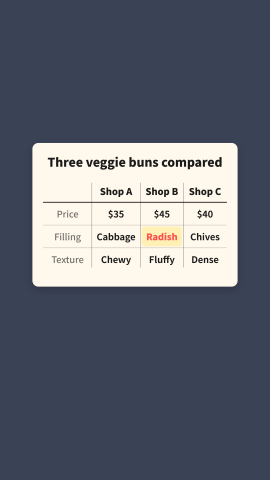 Three veggie buns compared
Shop A Shop B Shop C
Price $35 $45 $40
Filling Cabbage Radish Chives
Texture Chewy Fluffy Dense